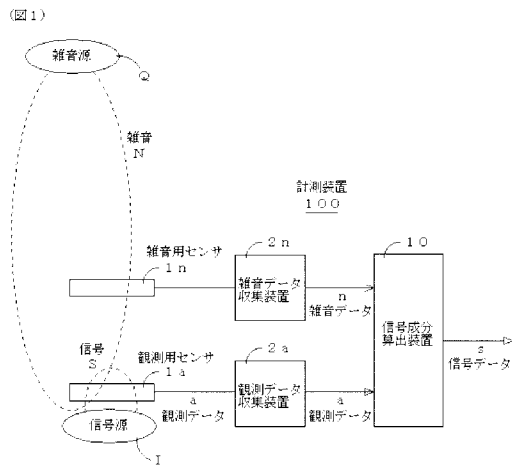 （図１）
雑音源
Q
雑音
N
計測装置
１００
雑音用センサ
１n
２n
雑音データ
収集装置
n
雑音データ
１０
信号成分
算出装置
s
信号データ
信号
S
観測用センサ
１a
a
観測データ
２a
観測データ
収集装置
a
観測データ
信号源
I